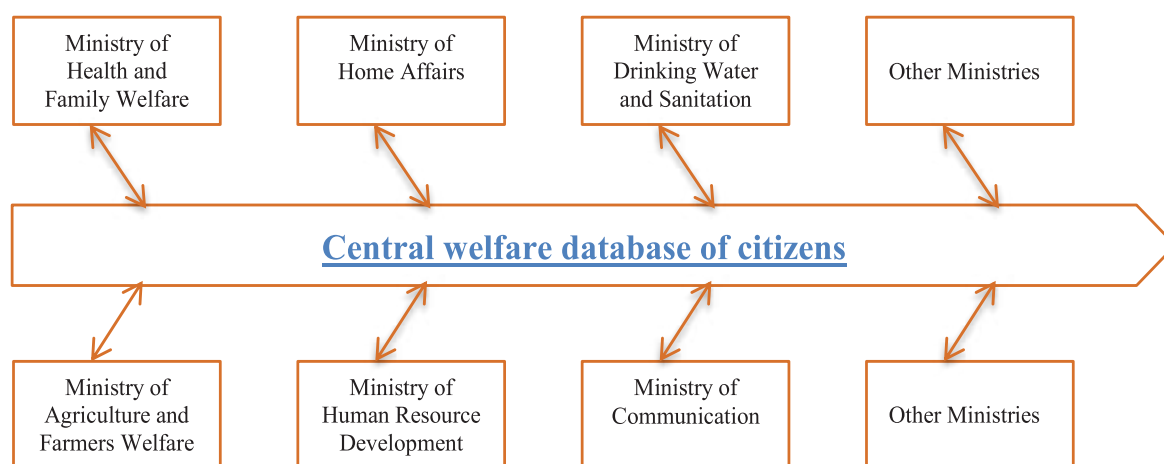 Ministry of
Health and
Family Welfare
Ministry of
Home Affairs
Ministry of
Drinking Water
and Sanitation
Other Ministries
Central welfare database of citizens
Ministry of
Agriculture and
Farmers Welfare
Ministry of
Human Resource
Development
Ministry of
Communication
Other Ministries